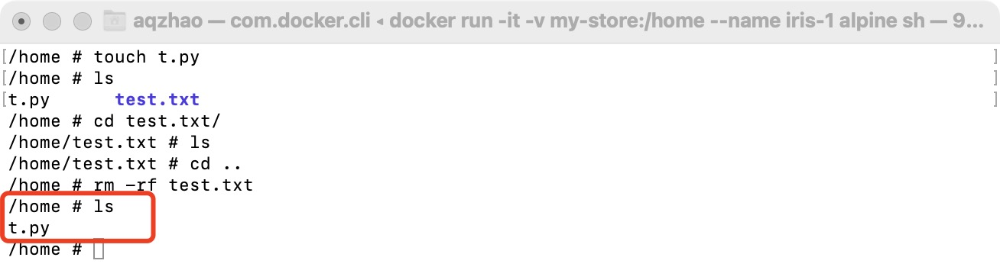 aqzhao — com.docker.cli ◂ docker run -it -v my-store:/home --name iris-1 alpine sh — 9...
[/home # touch t.py ]
[/home # ls ]
[t.py      test.txt ]
/home # cd test.txt/
/home/test.txt # ls
/home/test.txt # cd ..
/home # rm -rf test.txt
/home # ls
t.py
/home #